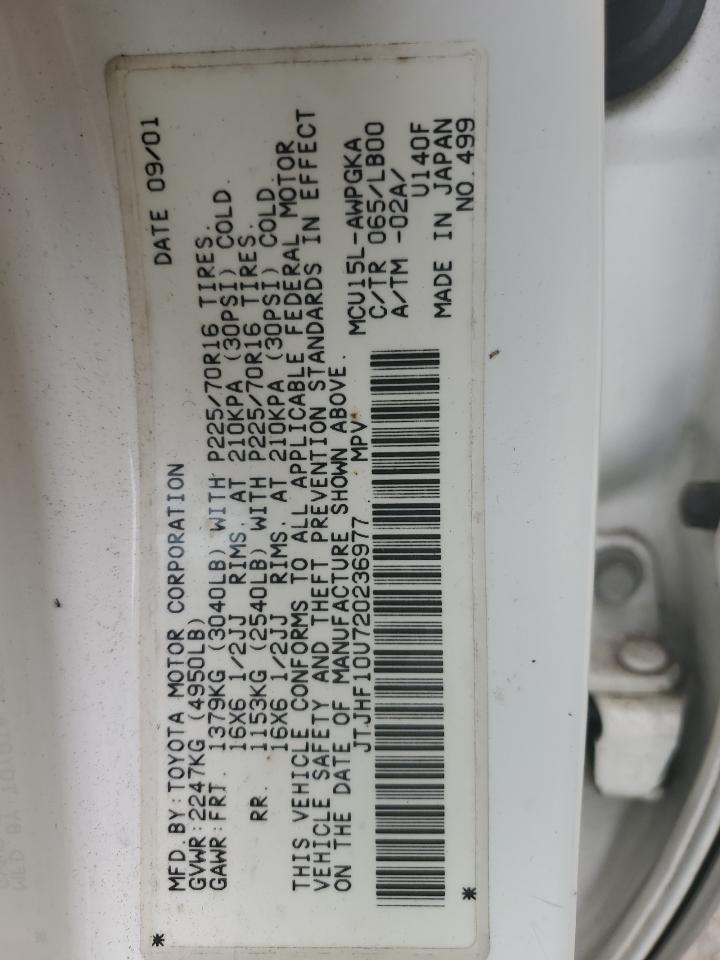 MFD. BY: TOYOTA MOTOR CORPORATION DATE 09/01
GVWR: 2247KG (4950LB)
GAWR: FRT. 1379KG (3040LB) WITH P225/70R16 TIRES.
16X6 1/2JJ RIMS. AT 210KPA (30PSI) COLD.
RR. 1153KG (2540LB) WITH P225/70R16 TIRES.
16X6 1/2JJ RIMS. AT 210KPA (30PSI) COLD.
THIS VEHICLE CONFORMS TO ALL APPLICABLE FEDERAL MOTOR
VEHICLE SAFETY AND THEFT PREVENTION STANDARDS IN EFFECT
ON THE DATE OF MANUFACTURE SHOWN ABOVE.
JTJHF10U720236977 MPV
MCU15L-AWPGKA
C/TR 065/LB00
A/TM -02A/
U140F
MADE IN JAPAN
NO. 499